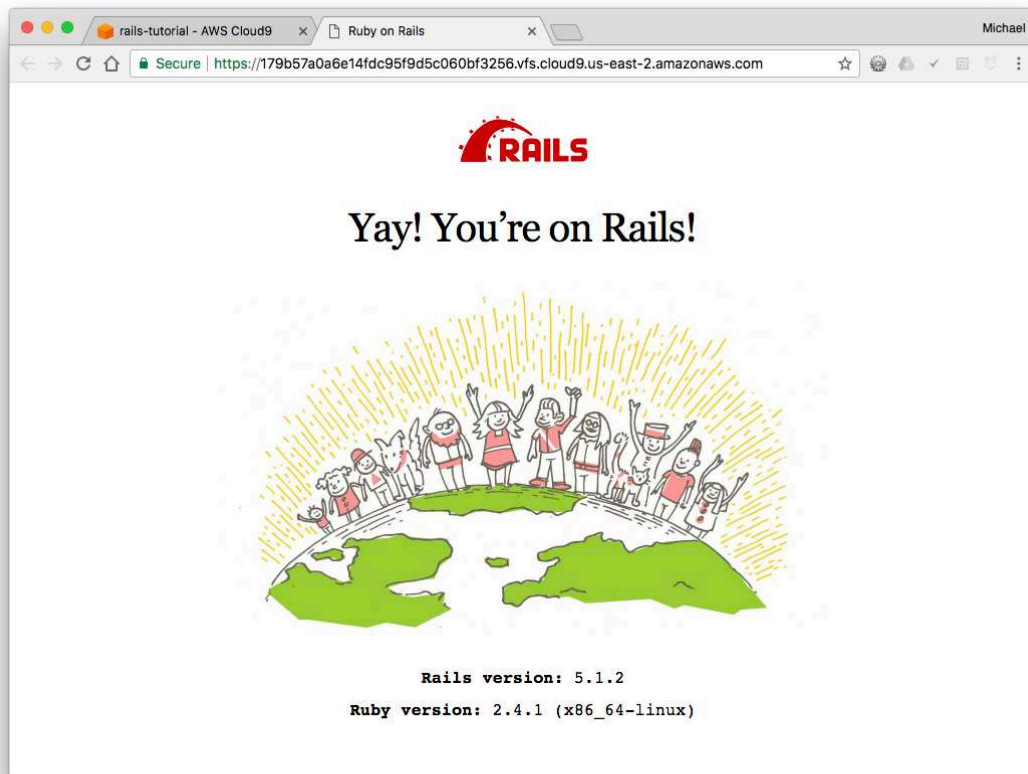 rails-tutorial - AWS Cloud9
Ruby on Rails
Michael
Secure | https://179b57a0a6e14fdc95f9d5c060bf3256.vfs.cloud9.us-east-2.amazonaws.com
RAILS
Yay! You’re on Rails!
Rails version: 5.1.2
Ruby version: 2.4.1 (x86_64-linux)